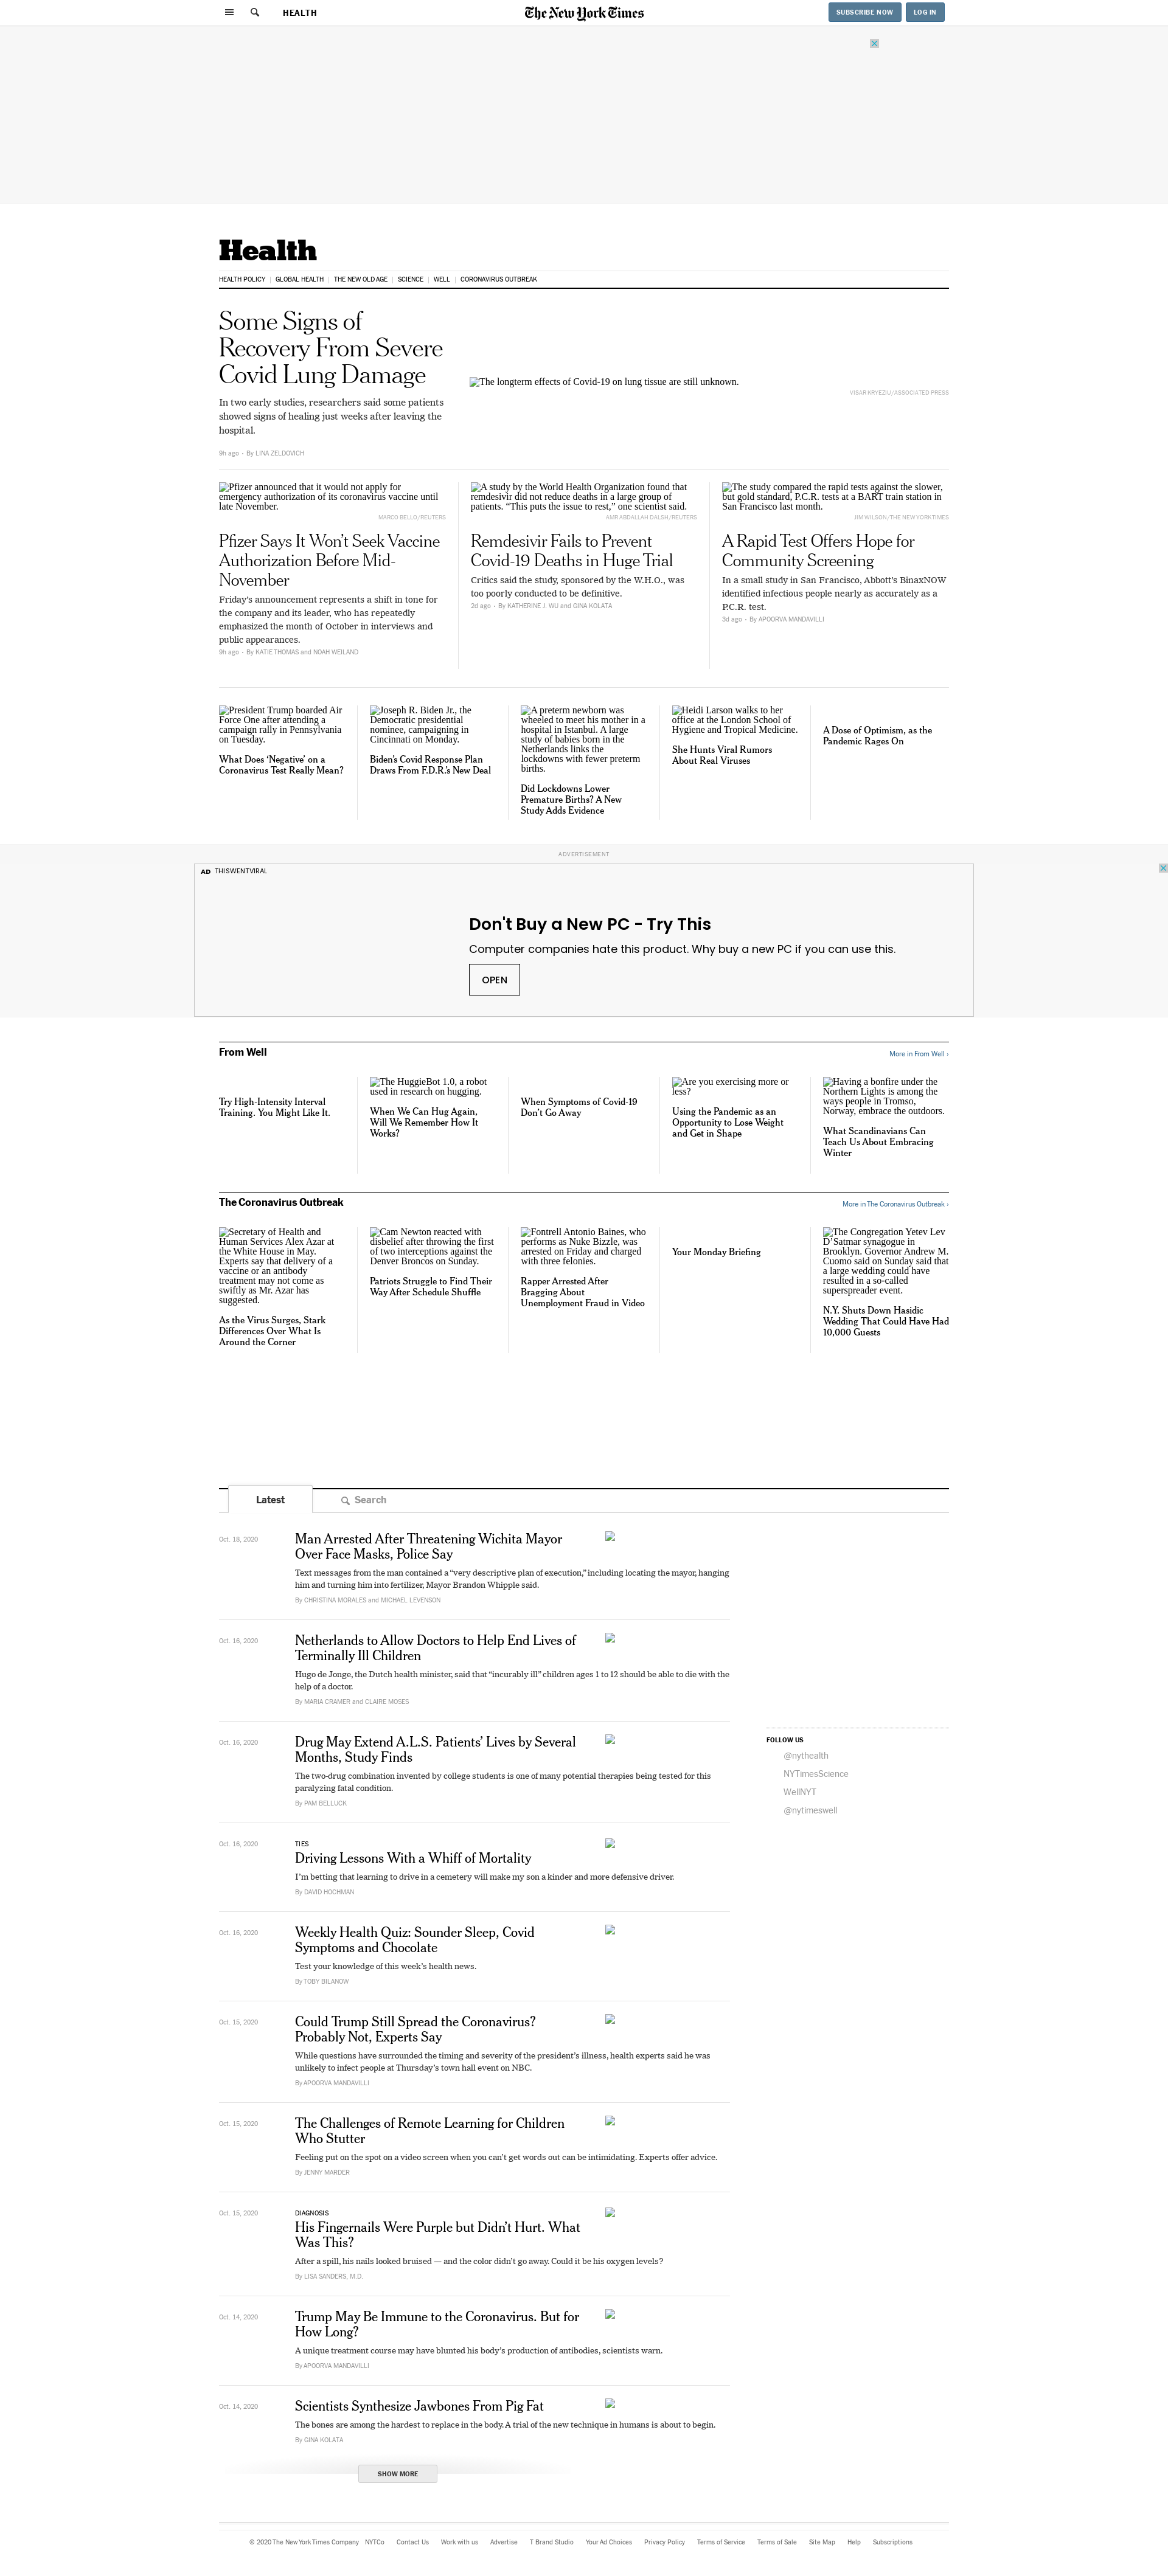 HEALTH
The New York Times
SUBSCRIBE NOW
LOG IN
Health
HEALTH POLICY
GLOBAL HEALTH
THE NEW OLD AGE
SCIENCE
WELL
CORONAVIRUS OUTBREAK
Some Signs of
Recovery From Severe
Covid Lung Damage
In two early studies, researchers said some patients
showed signs of healing just weeks after leaving the
hospital.
9h ago • By LINA ZELDOVICH
The longterm effects of Covid-19 on lung tissue are still unknown.
VISAR KRYEZIU/ASSOCIATED PRESS
Pfizer announced that it would not apply for
emergency authorization of its coronavirus vaccine until
late November.
MARCO BELLO/REUTERS
Pfizer Says It Won’t Seek Vaccine
Authorization Before Mid-
November
Friday’s announcement represents a shift in tone for
the company and its leader, who has repeatedly
emphasized the month of October in interviews and
public appearances.
9h ago • By KATIE THOMAS and NOAH WEILAND
A study by the World Health Organization found that
remdesivir did not reduce deaths in a large group of
patients. “This puts the issue to rest,” one scientist said.
AMR ABDALLAH DALSH/REUTERS
Remdesivir Fails to Prevent
Covid-19 Deaths in Huge Trial
Critics said the study, sponsored by the W.H.O., was
too poorly conducted to be definitive.
2d ago • By KATHERINE J. WU and GINA KOLATA
The study compared the rapid tests against the slower,
but gold standard, P.C.R. tests at a BART train station in
San Francisco last month.
JIM WILSON/THE NEW YORK TIMES
A Rapid Test Offers Hope for
Community Screening
In a small study in San Francisco, Abbott’s BinaxNOW
identified infectious people nearly as accurately as a
P.C.R. test.
3d ago • By APOORVA MANDAVILLI
President Trump boarded Air
Force One after attending a
campaign rally in Pennsylvania
on Tuesday.
What Does ‘Negative’ on a
Coronavirus Test Really Mean?
Joseph R. Biden Jr., the
Democratic presidential
nominee, campaigning in
Cincinnati on Monday.
Biden’s Covid Response Plan
Draws From F.D.R.’s New Deal
A preterm newborn was
wheeled to meet his mother in a
hospital in Istanbul. A large
study of babies born in the
Netherlands links the
lockdowns with fewer preterm
births.
Did Lockdowns Lower
Premature Births? A New
Study Adds Evidence
Heidi Larson walks to her
office at the London School of
Hygiene and Tropical Medicine.
She Hunts Viral Rumors
About Real Viruses
A Dose of Optimism, as the
Pandemic Rages On
ADVERTISEMENT
AD THISWENTVIRAL
Don't Buy a New PC - Try This
Computer companies hate this product. Why buy a new PC if you can use this.
OPEN
From Well
More in From Well ›
Try High-Intensity Interval
Training. You Might Like It.
The HuggieBot 1.0, a robot
used in research on hugging.
When We Can Hug Again,
Will We Remember How It
Works?
When Symptoms of Covid-19
Don’t Go Away
Are you exercising more or
less?
Using the Pandemic as an
Opportunity to Lose Weight
and Get in Shape
Having a bonfire under the
Northern Lights is among the
ways people in Tromso,
Norway, embrace the outdoors.
What Scandinavians Can
Teach Us About Embracing
Winter
The Coronavirus Outbreak
More in The Coronavirus Outbreak ›
Secretary of Health and
Human Services Alex Azar at
the White House in May.
Experts say that delivery of a
vaccine or an antibody
treatment may not come as
swiftly as Mr. Azar has
suggested.
As the Virus Surges, Stark
Differences Over What Is
Around the Corner
Cam Newton reacted with
disbelief after throwing the first
of two interceptions against the
Denver Broncos on Sunday.
Patriots Struggle to Find Their
Way After Schedule Shuffle
Fontrell Antonio Baines, who
performs as Nuke Bizzle, was
arrested on Friday and charged
with three felonies.
Rapper Arrested After
Bragging About
Unemployment Fraud in Video
Your Monday Briefing
The Congregation Yetev Lev
D’Satmar synagogue in
Brooklyn. Governor Andrew M.
Cuomo said on Sunday said that
a large wedding could have
resulted in a so-called
superspreader event.
N.Y. Shuts Down Hasidic
Wedding That Could Have Had
10,000 Guests
Latest
Search
Oct. 18, 2020
Man Arrested After Threatening Wichita Mayor
Over Face Masks, Police Say
Text messages from the man contained a “very descriptive plan of execution,” including locating the mayor, hanging
him and turning him into fertilizer, Mayor Brandon Whipple said.
By CHRISTINA MORALES and MICHAEL LEVENSON
Oct. 16, 2020
Netherlands to Allow Doctors to Help End Lives of
Terminally Ill Children
Hugo de Jonge, the Dutch health minister, said that “incurably ill” children ages 1 to 12 should be able to die with the
help of a doctor.
By MARIA CRAMER and CLAIRE MOSES
Oct. 16, 2020
Drug May Extend A.L.S. Patients’ Lives by Several
Months, Study Finds
The two-drug combination invented by college students is one of many potential therapies being tested for this
paralyzing fatal condition.
By PAM BELLUCK
FOLLOW US
@nythealth
NYTimesScience
WellNYT
@nytimeswell
Oct. 16, 2020
TIES
Driving Lessons With a Whiff of Mortality
I’m betting that learning to drive in a cemetery will make my son a kinder and more defensive driver.
By DAVID HOCHMAN
Oct. 16, 2020
Weekly Health Quiz: Sounder Sleep, Covid
Symptoms and Chocolate
Test your knowledge of this week’s health news.
By TOBY BILANOW
Oct. 15, 2020
Could Trump Still Spread the Coronavirus?
Probably Not, Experts Say
While questions have surrounded the timing and severity of the president’s illness, health experts said he was
unlikely to infect people at Thursday’s town hall event on NBC.
By APOORVA MANDAVILLI
Oct. 15, 2020
The Challenges of Remote Learning for Children
Who Stutter
Feeling put on the spot on a video screen when you can’t get words out can be intimidating. Experts offer advice.
By JENNY MARDER
Oct. 15, 2020
DIAGNOSIS
His Fingernails Were Purple but Didn’t Hurt. What
Was This?
After a spill, his nails looked bruised — and the color didn’t go away. Could it be his oxygen levels?
By LISA SANDERS, M.D.
Oct. 14, 2020
Trump May Be Immune to the Coronavirus. But for
How Long?
A unique treatment course may have blunted his body’s production of antibodies, scientists warn.
By APOORVA MANDAVILLI
Oct. 14, 2020
Scientists Synthesize Jawbones From Pig Fat
The bones are among the hardest to replace in the body. A trial of the new technique in humans is about to begin.
By GINA KOLATA
SHOW MORE
© 2020 The New York Times Company NYTCo Contact Us Work with us Advertise T Brand Studio Your Ad Choices Privacy Policy Terms of Service Terms of Sale Site Map Help Subscriptions